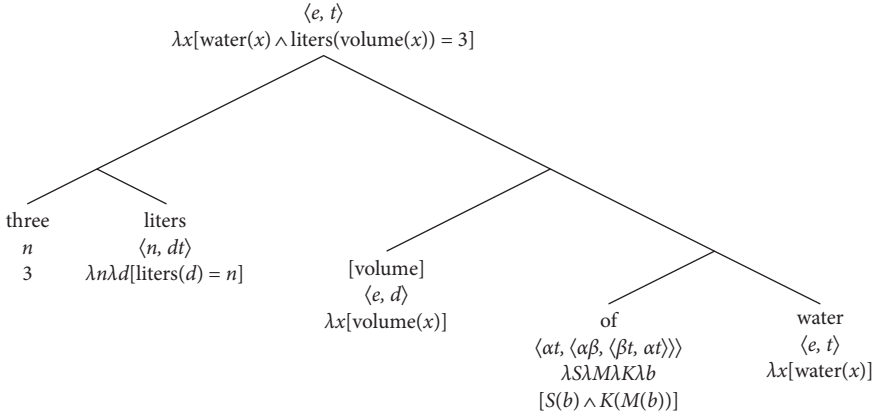 ⟨e, t⟩
λx[water(x) ∧ liters(volume(x)) = 3]
three
n
3
liters
⟨n, dt⟩
λnλd[liters(d) = n]
[volume]
⟨e, d⟩
λx[volume(x)]
of
⟨αt, ⟨αβ, ⟨βt, αt⟩⟩⟩
λSλMλKλb
[S(b) ∧ K(M(b))]
water
⟨e, t⟩
λx[water(x)]